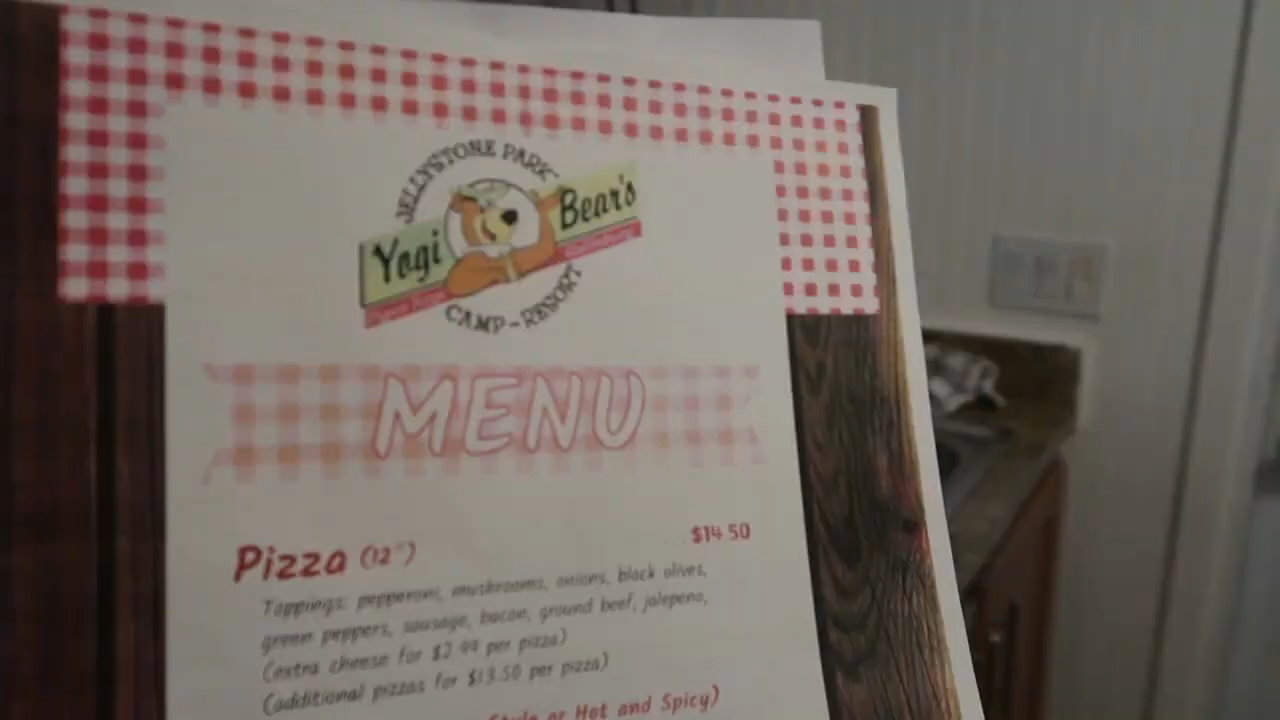 JELLYSTONE PARK
Yogi Bear's
CAMP-RESORT
MENU
Pizza (12") $14.50
Toppings: pepperoni, mushrooms, onions, black olives,
green peppers, sausage, bacon, ground beef, jalepeno,
(extra cheese for per pizza)
(additional pizzas for $13.50 per pizza)
Style or Hot and Spicy)